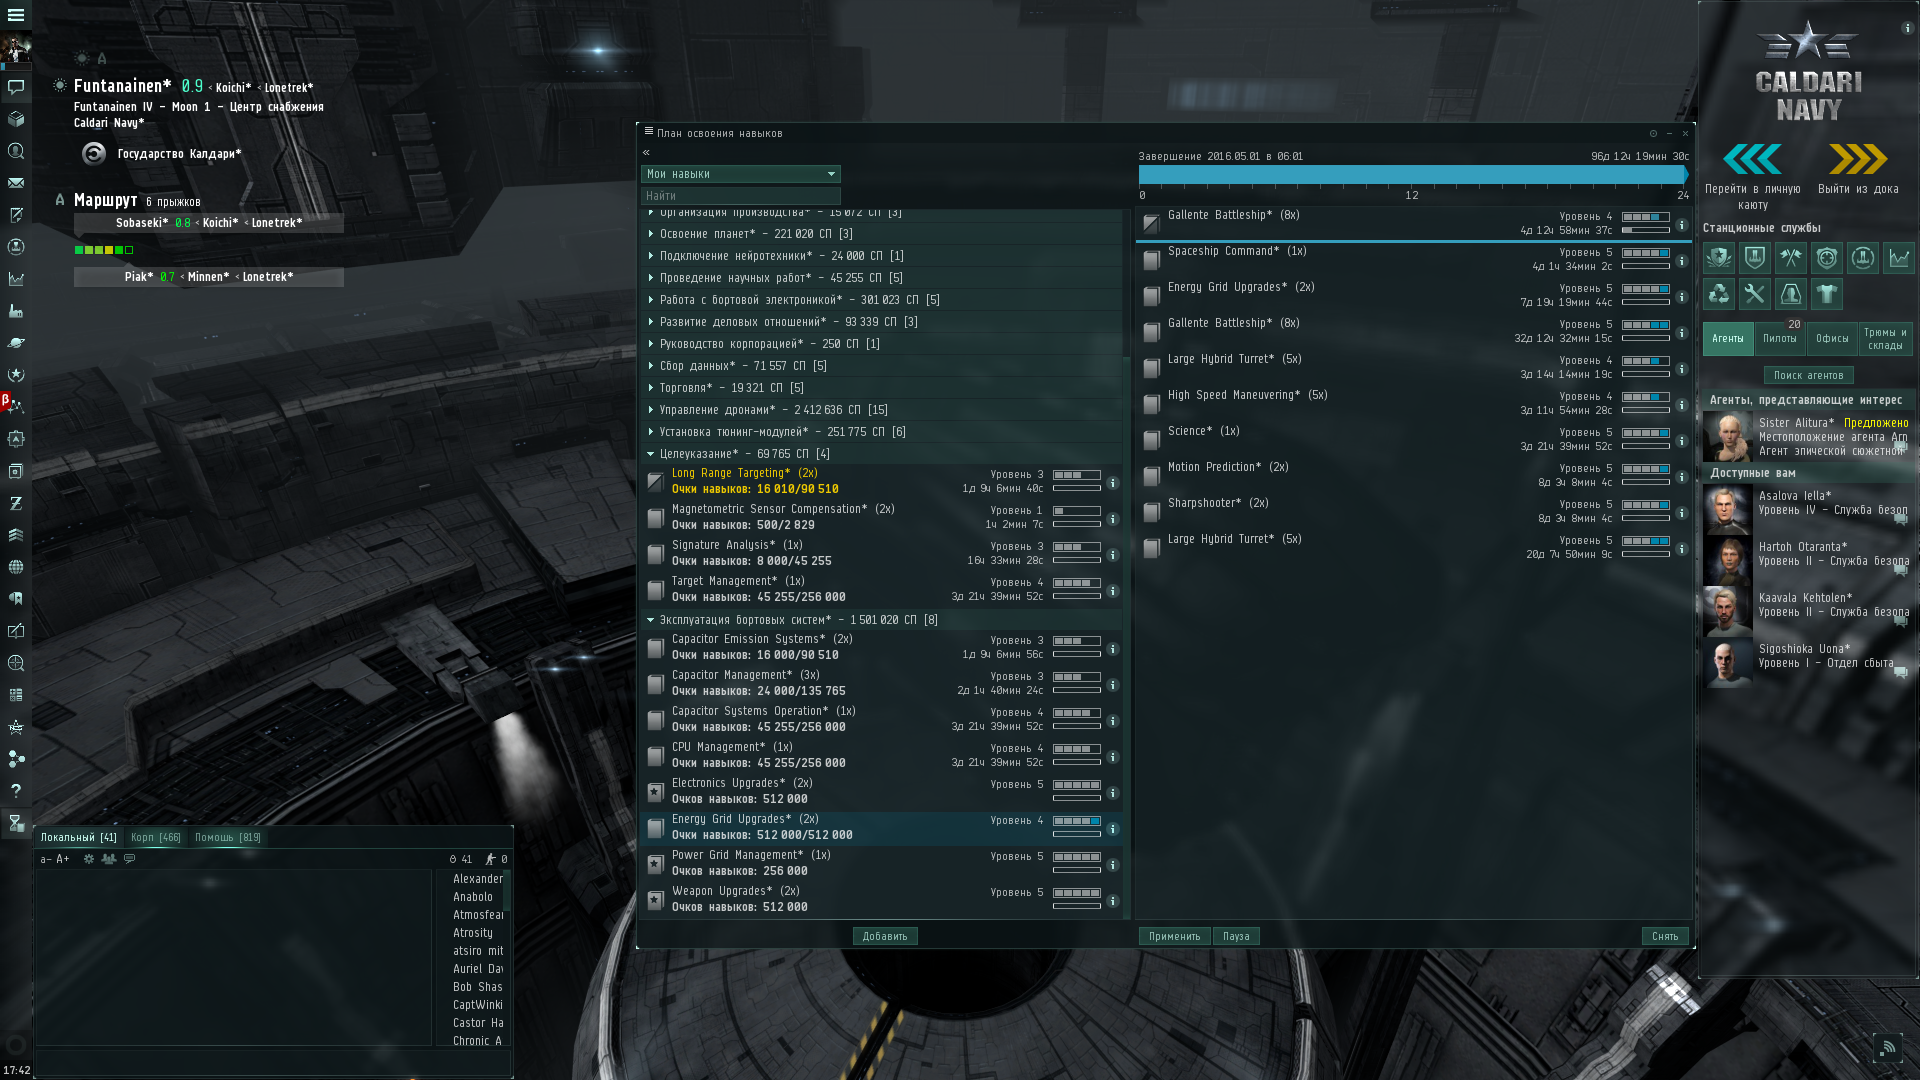 Funtanainen* 0.9 < Koichi* < Lonetrek*
Funtanainen IV - Moon 1 - Центр снабжения
Caldari Navy*
Государство Калдари*
Маршрут 6 прыжков
Sobaseki* 0.8 < Koichi* < Lonetrek*
Piak* 0.7 < Minnen* < Lonetrek*
β
?
17:42
Локальный [41] Корп [466] Помошь [819]
a- A+ 41 0
Alexander
Anabolo
Atmosfear
Atrosity
atsiro mit
Auriel Dav
Bob Shas
CaptWinki
Castor Ha
Chronic A
План освоения навыков
«
Мои навыки
Найти
Организация производства* - 15 072 СП [3]
Освоение планет* - 221 020 СП [3]
Подключение нейротехники* - 24 000 СП [1]
Проведение научных работ* - 45 255 СП [5]
Работа с бортовой электроникой* - 301 023 СП [5]
Развитие деловых отношений* - 93 339 СП [3]
Руководство корпорацией* - 250 СП [1]
Сбор данных* - 71 557 СП [5]
Торговля* - 19 321 СП [5]
Управление дронами* - 2 412 636 СП [15]
Установка тюнинг-модулей* - 251 775 СП [6]
Целеуказание* - 69 765 СП [4]
Long Range Targeting* (2x) Уровень 3
Очки навыков: 16 010/90 510 1д 9ч 6мин 40с
Magnetometric Sensor Compensation* (2x) Уровень 1
Очки навыков: 500/2 829 1ч 2мин 7с
Signature Analysis* (1x) Уровень 3
Очки навыков: 8 000/45 255 16ч 33мин 28с
Target Management* (1x) Уровень 4
Очки навыков: 45 255/256 000 3д 21ч 39мин 52с
Эксплуатация бортовых систем* - 1 501 020 СП [8]
Capacitor Emission Systems* (2x) Уровень 3
Очки навыков: 16 000/90 510 1д 9ч 6мин 56с
Capacitor Management* (3x) Уровень 3
Очки навыков: 24 000/135 765 2д 1ч 40мин 24с
Capacitor Systems Operation* (1x) Уровень 4
Очки навыков: 45 255/256 000 3д 21ч 39мин 52с
CPU Management* (1x) Уровень 4
Очки навыков: 45 255/256 000 3д 21ч 39мин 52с
Electronics Upgrades* (2x) Уровень 5
Очков навыков: 512 000
Energy Grid Upgrades* (2x) Уровень 4
Очки навыков: 512 000/512 000
Power Grid Management* (1x) Уровень 5
Очков навыков: 256 000
Weapon Upgrades* (2x) Уровень 5
Очков навыков: 512 000
Добавить
Завершение 2016.05.01 в 06:01 96д 12ч 19мин 30с
0 12 24
Gallente Battleship* (8x) Уровень 4
4д 12ч 58мин 37с
Spaceship Command* (1x) Уровень 5
4д 1ч 34мин 2с
Energy Grid Upgrades* (2x) Уровень 5
7д 19ч 19мин 44с
Gallente Battleship* (8x) Уровень 5
32д 12ч 32мин 15с
Large Hybrid Turret* (5x) Уровень 4
3д 14ч 14мин 19с
High Speed Maneuvering* (5x) Уровень 4
3д 11ч 54мин 28с
Science* (1x) Уровень 5
3д 21ч 39мин 52с
Motion Prediction* (2x) Уровень 5
8д 3ч 8мин 4с
Sharpshooter* (2x) Уровень 5
8д 3ч 8мин 4с
Large Hybrid Turret* (5x) Уровень 5
20д 7ч 50мин 9с
Применить Пауза Снять
CALDARI
NAVY
Перейти в личную каюту
Выйти из дока
Станционные службы
Агенты Пилоты 20 Офисы Трюмы и склады
Поиск агентов
Агенты, представляющие интерес
Sister Alitura* Предложено
Местоположение агента Агп
Агент эпической сюжетной
Доступные вам
Asalova Iella*
Уровень IV - Служба безоп
Hartoh Otaranta*
Уровень II - Служба безопа
Kaavala Kehtolen*
Уровень II - Служба безопа
Sigoshioka Uona*
Уровень I - Отдел сбыта